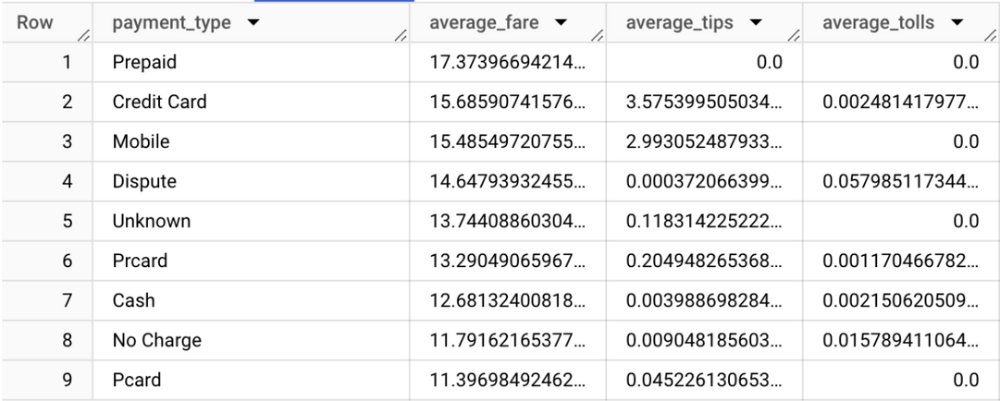 Row payment_type average_fare average_tips average_tolls
1 Prepaid 17.37396694214… 0.0 0.0
2 Credit Card 15.68590741576… 3.575399505034… 0.002481417977…
3 Mobile 15.48549720755… 2.993052487933… 0.0
4 Dispute 14.64793932455… 0.000372066399… 0.057985117344…
5 Unknown 13.74408860304… 0.118314225222… 0.0
6 Prcard 13.29049065967… 0.204948265368… 0.001170466782…
7 Cash 12.68132400818… 0.003988698284… 0.002150620509…
8 No Charge 11.79162165377… 0.009048185603… 0.015789411064…
9 Pcard 11.39698492462… 0.045226130653… 0.0